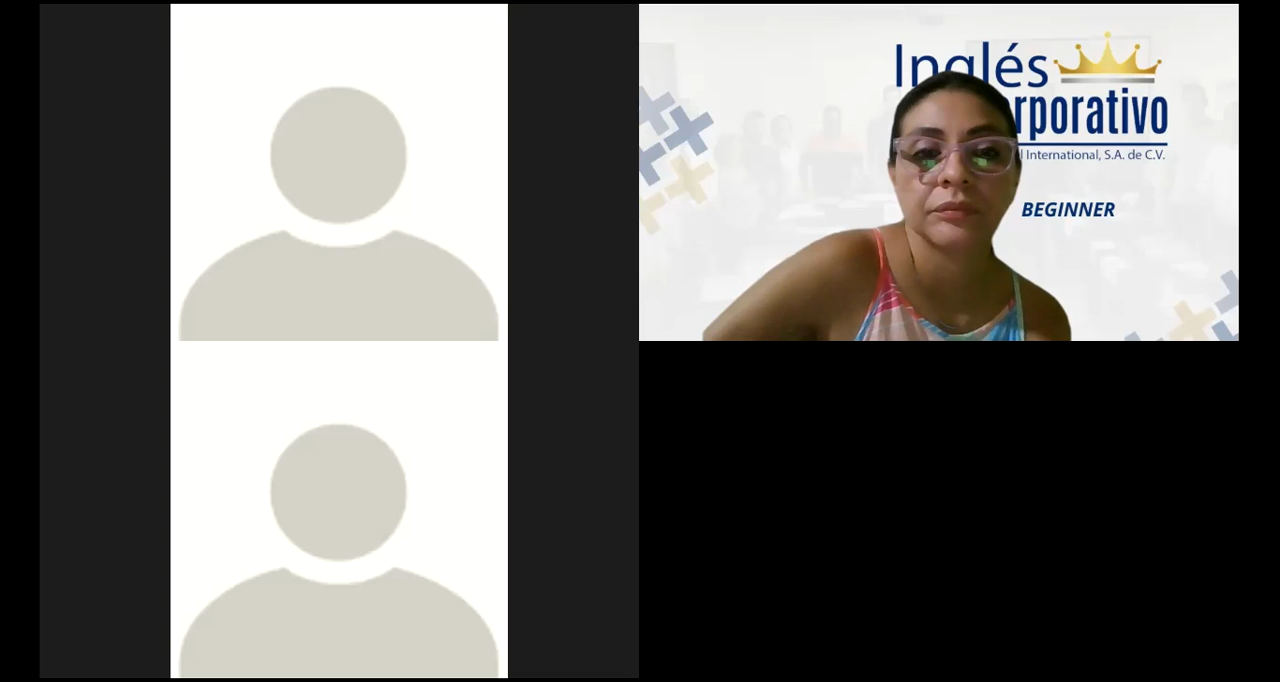 Inglés
rporativo
l International, S.A. de C.V.
BEGINNER